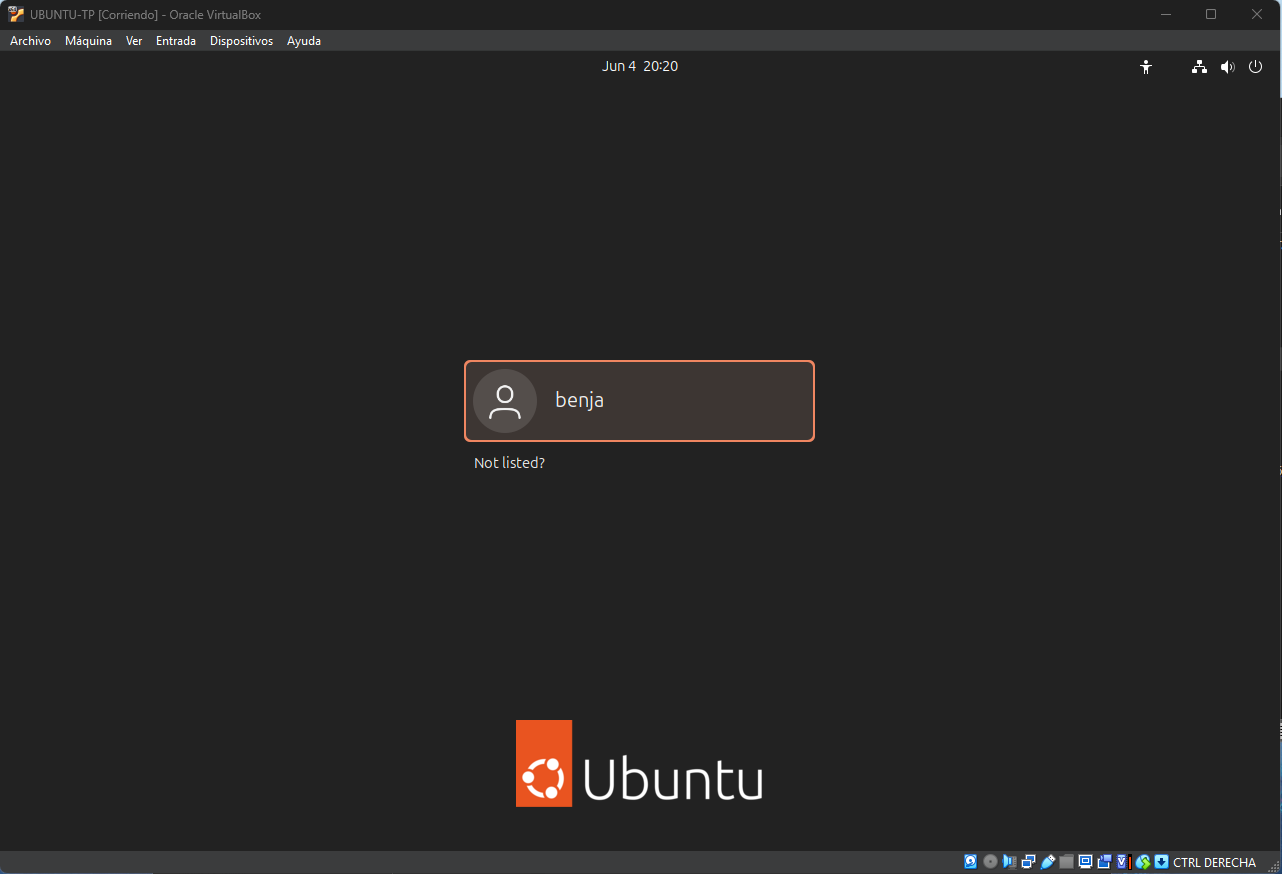 UBUNTU-TP [Corriendo] - Oracle VirtualBox
Archivo Máquina Ver Entrada Dispositivos Ayuda
Jun 4 20:20
benja
Not listed?
Ubuntu
CTRL DERECHA